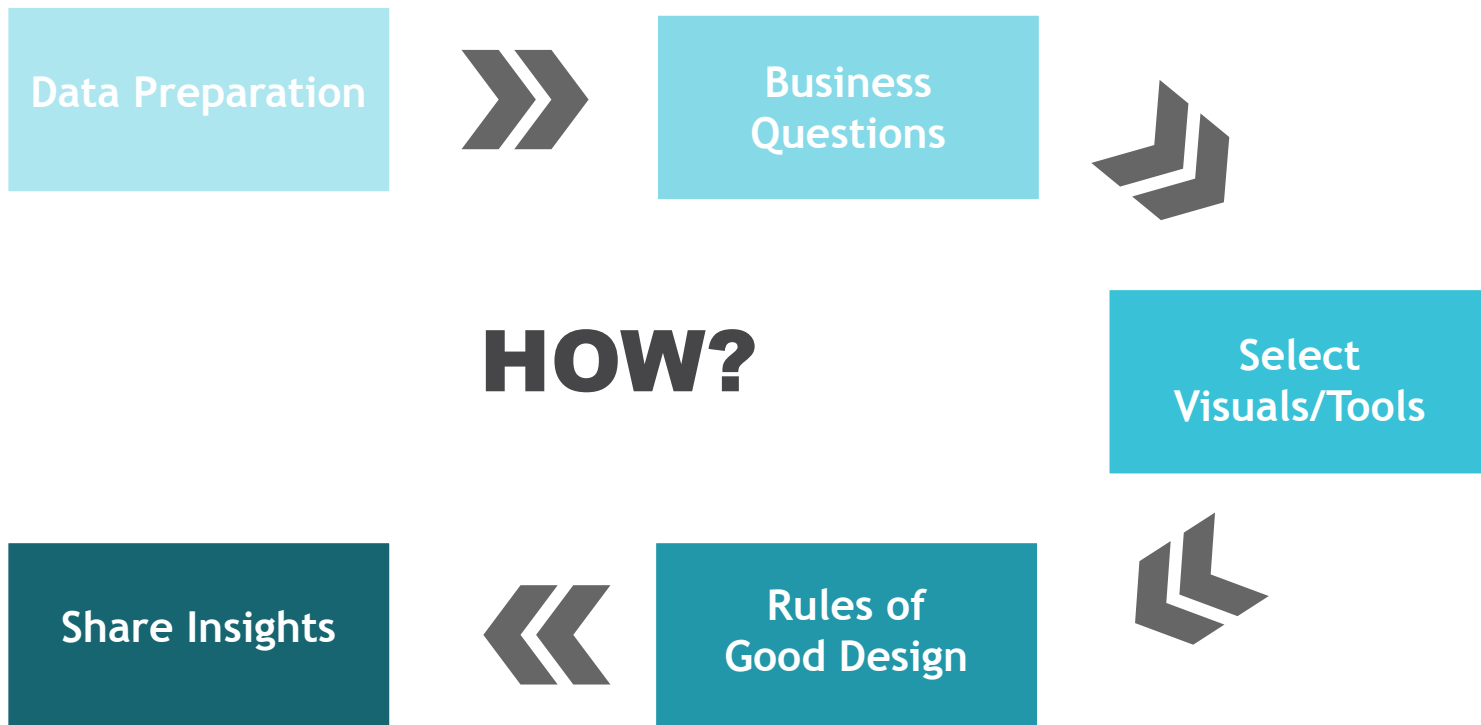 Data Preparation
Business
Questions
HOW?
Select
Visuals/Tools
Share Insights
Rules of
Good Design